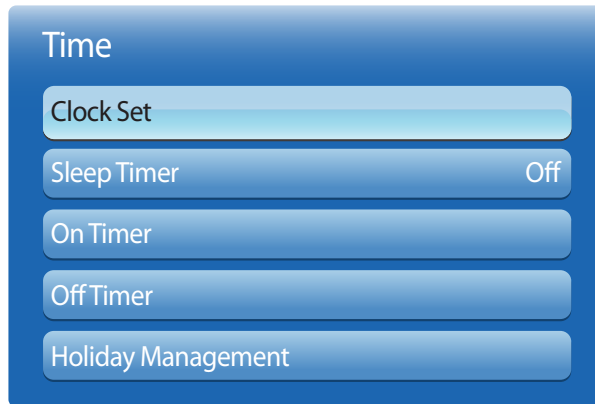 Time
Clock Set
Sleep Timer Off
On Timer
Off Timer
Holiday Management